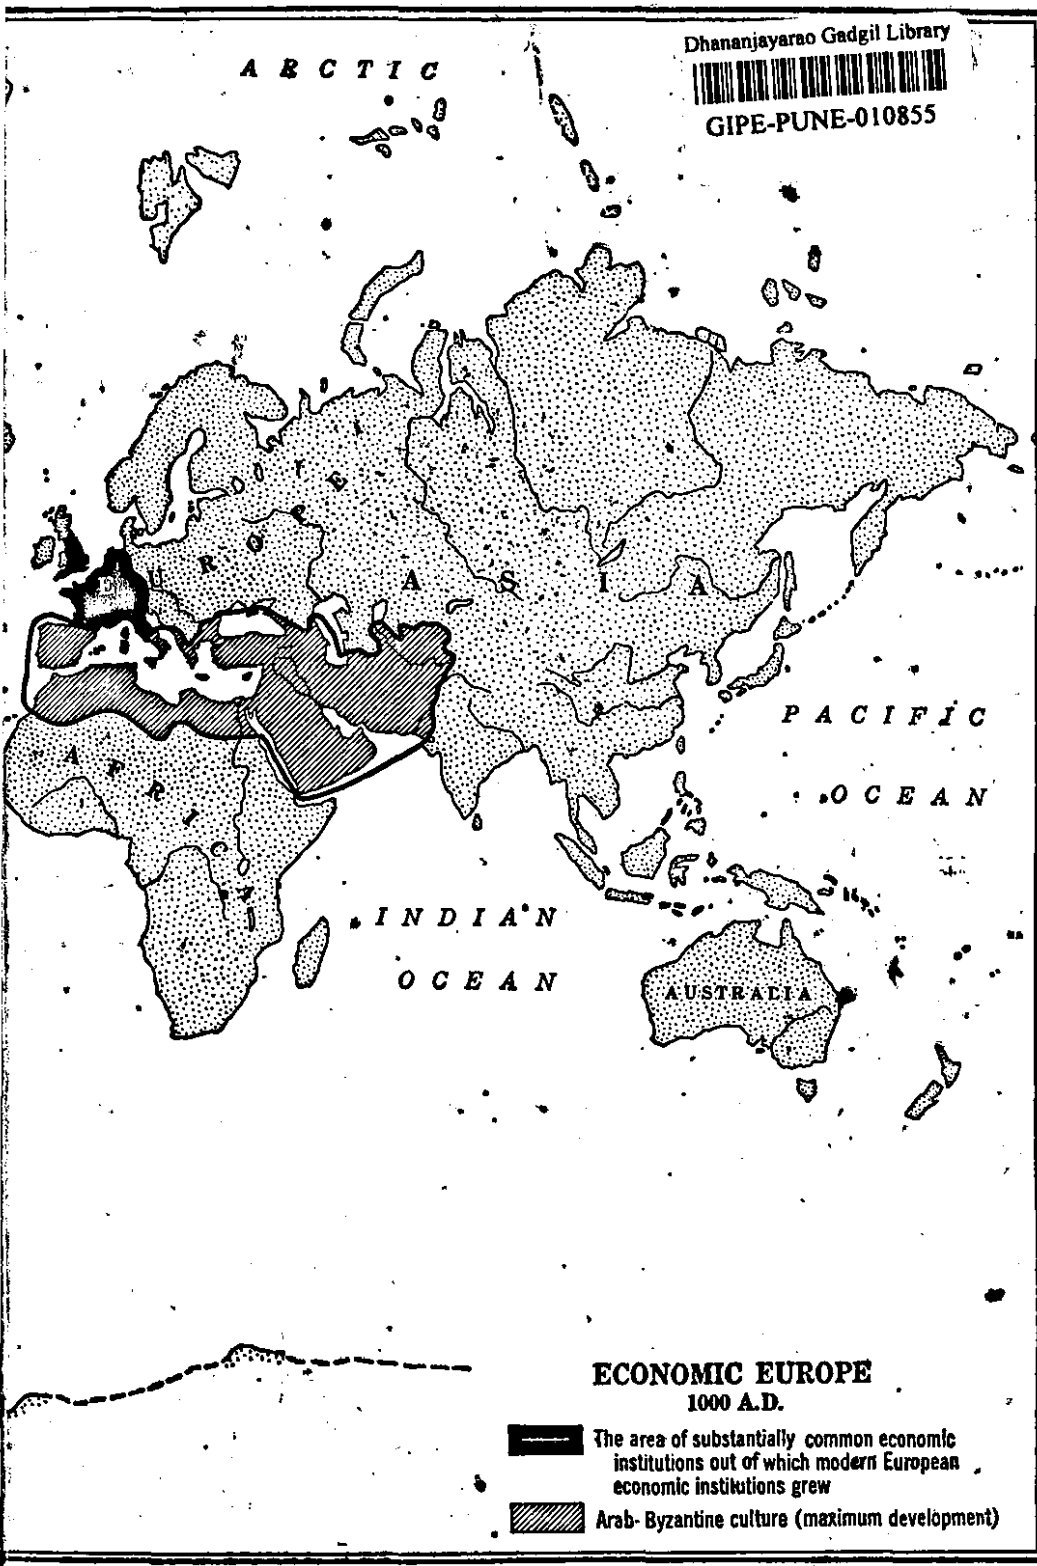 Dhananjayarao Gadgil Library
GIPE-PUNE-010855
ARCTIC
EUROPE
ASIA
AFRICA
PACIFIC
OCEAN
INDIAN
OCEAN
AUSTRALIA
ECONOMIC EUROPE
1000 A.D.
The area of substantially common economic
institutions out of which modern European
economic institutions grew
Arab-Byzantine culture (maximum development)